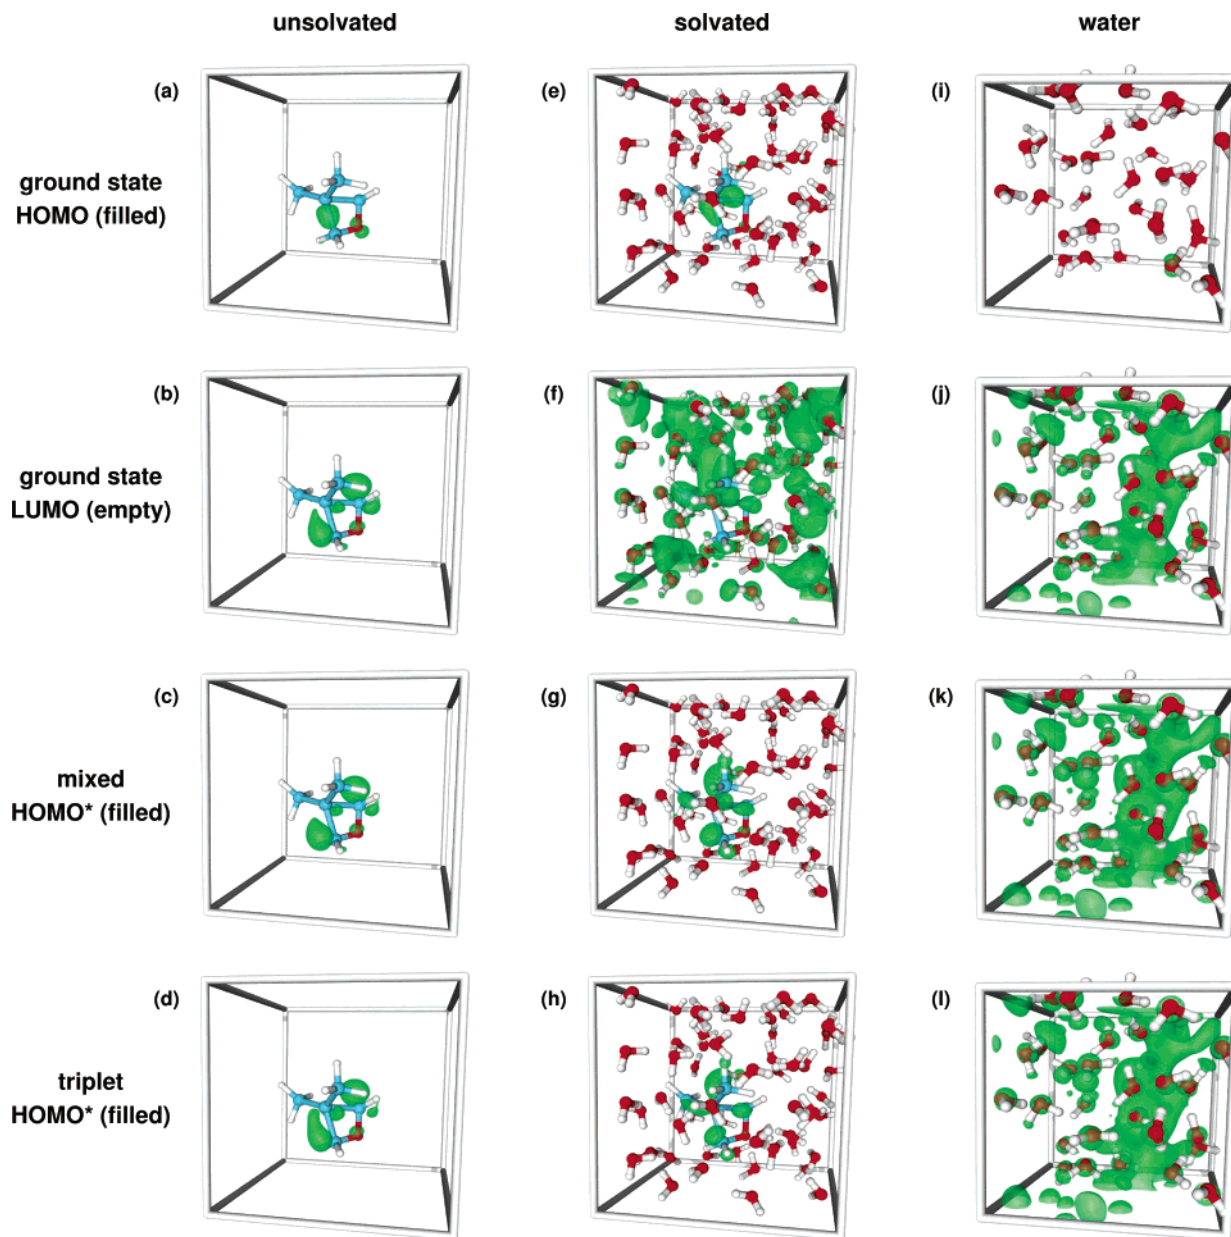 unsolvated solvated water
(a) (e) (i)
ground state
HOMO (filled)
(b) (f) (j)
ground state
LUMO (empty)
(c) (g) (k)
mixed
HOMO* (filled)
(d) (h) (l)
triplet
HOMO* (filled)